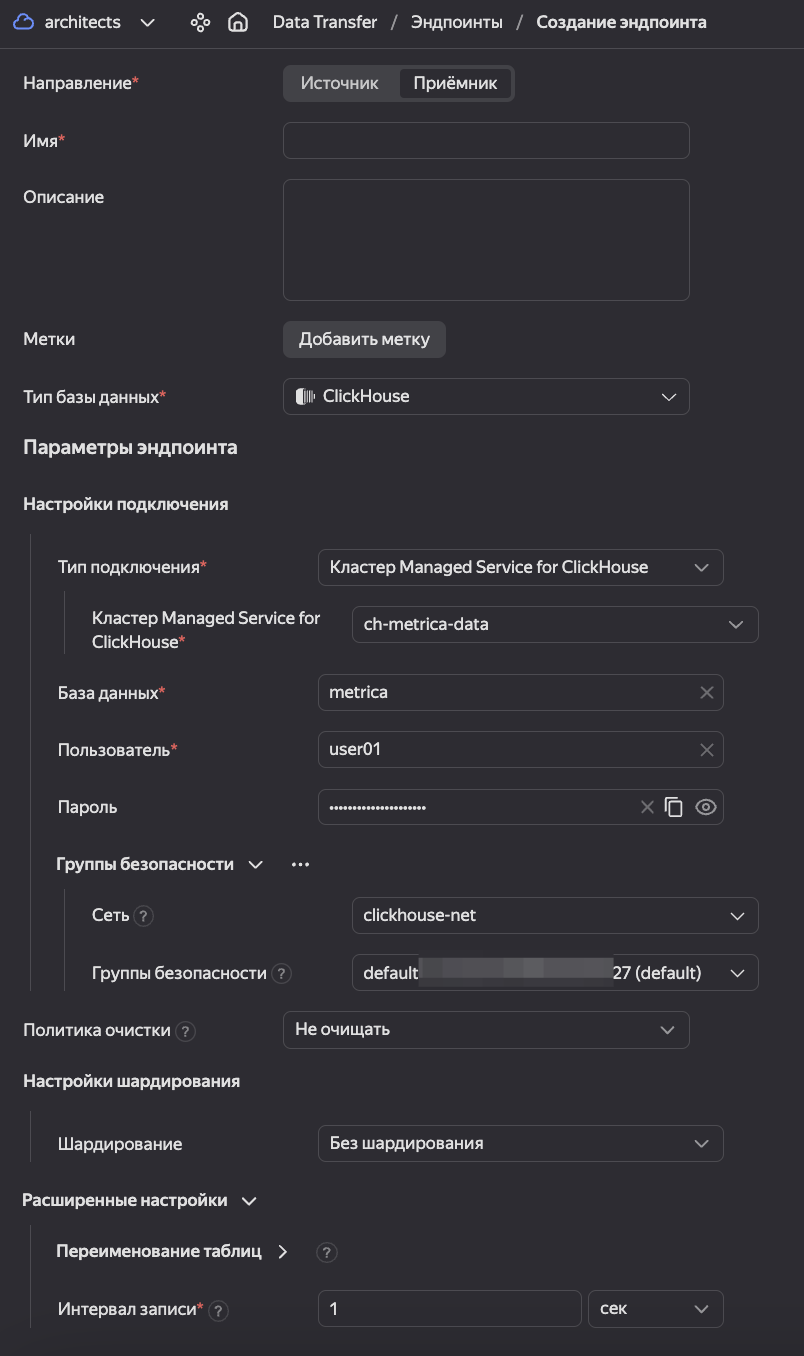 architects
Data Transfer / Эндпоинты / Создание эндпоинта
Направление*
Источник Приёмник
Имя*
Описание
Метки
Добавить метку
Тип базы данных*
ClickHouse
Параметры эндпоинта
Настройки подключения
Тип подключения*
Кластер Managed Service for ClickHouse
Кластер Managed Service for
ClickHouse*
ch-metrica-data
База данных*
metrica
Пользователь*
user01
Пароль
••••••••••••••••••••
Группы безопасности
Сеть ?
clickhouse-net
Группы безопасности ?
default 27 (default)
Политика очистки ?
Не очищать
Настройки шардирования
Шардирование
Без шардирования
Расширенные настройки
Переименование таблиц ?
Интервал записи* ?
1 сек